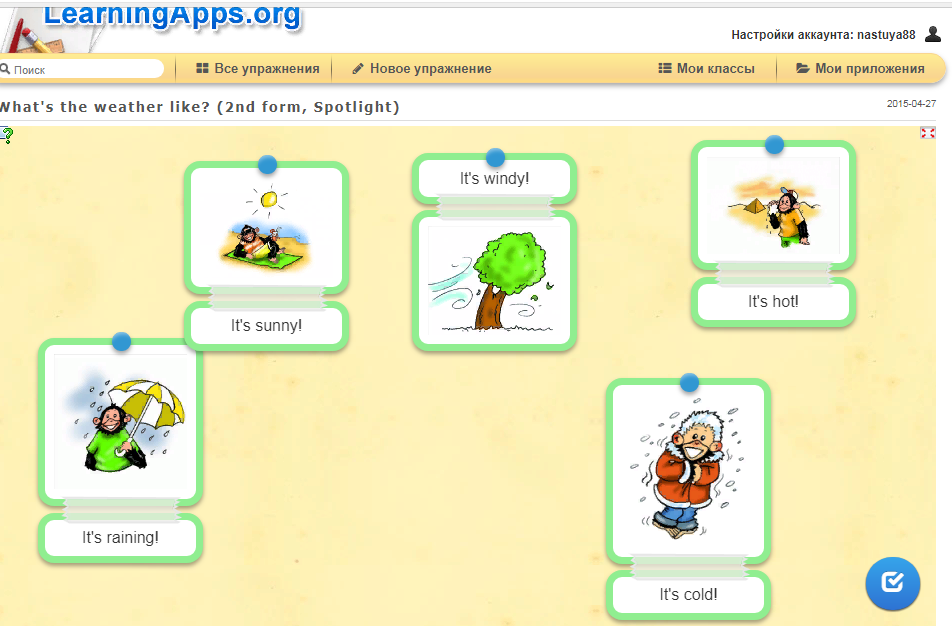 LearningApps.org
Настройки аккаунта: nastuya88
Поиск
Все упражнения
Новое упражнение
Мои классы
Мои приложения
What's the weather like? (2nd form, Spotlight)
2015-04-27
It's windy!
It's sunny!
It's hot!
It's raining!
It's cold!